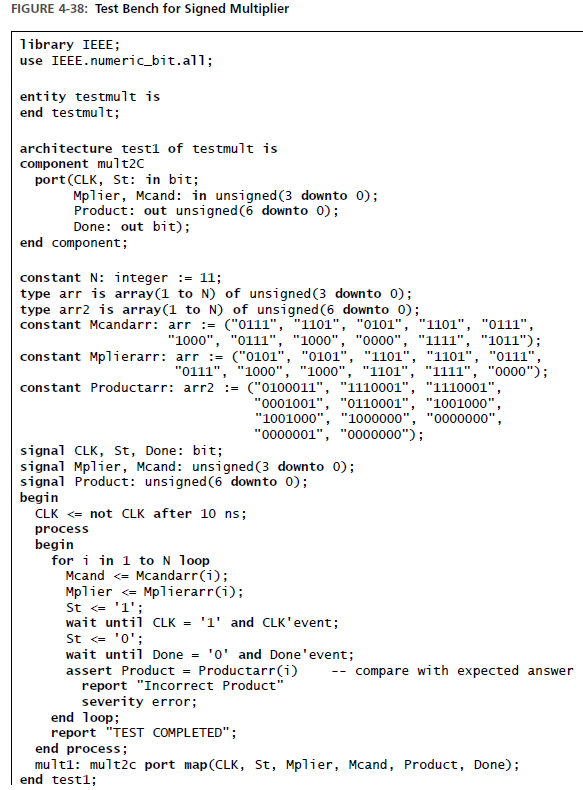 FIGURE 4-38: Test Bench for Signed Multiplier
library IEEE;
use IEEE.numeric_bit.all;
entity testmult is
end testmult;
architecture test1 of testmult is
component mult2C
port(CLK, St: in bit;
Mplier, Mcand: in unsigned(3 downto 0);
Product: out unsigned(6 downto 0);
Done: out bit);
end component;
constant N: integer := 11;
type arr is array(1 to N) of unsigned(3 downto 0);
type arr2 is array(1 to N) of unsigned(6 downto 0);
constant Mcandarr: arr := ("0111", "1101", "0101", "1101", "0111",
"1000", "0111", "1000", "0000", "1111", "1011");
constant Mplierarr: arr := ("0101", "0101", "1101", "1101", "0111",
"0111", "1000", "1000", "1101", "1111", "0000");
constant Productarr: arr2 := ("0100011", "1110001", "1110001",
"0001001", "0110001", "1001000",
"1001000", "1000000", "0000000",
"0000001", "0000000");
signal CLK, St, Done: bit;
signal Mplier, Mcand: unsigned(3 downto 0);
signal Product: unsigned(6 downto 0);
begin
CLK <= not CLK after 10 ns;
process
begin
for i in 1 to N loop
Mcand <= Mcandarr(i);
Mplier <= Mplierarr(i);
St <= '1';
wait until CLK = '1' and CLK'event;
St <= '0';
wait until Done = '0' and Done'event;
assert Product = Productarr(i) -- compare with expected answer
report "Incorrect Product"
severity error;
end loop;
report "TEST COMPLETED";
end process;
mult1: mult2c port map(CLK, St, Mplier, Mcand, Product, Done);
end test1;